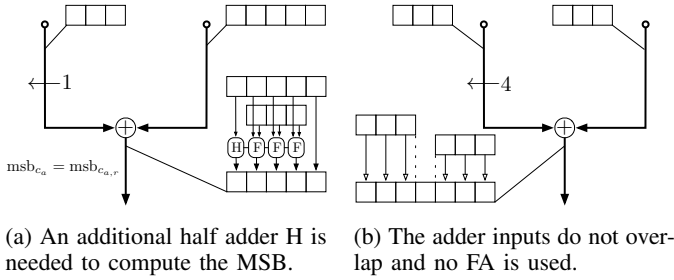 1
4
H F F F
msb_{c_a} = msb_{c_{a,r}}
(a) An additional half adder H is
needed to compute the MSB.
(b) The adder inputs do not over-
lap and no FA is used.